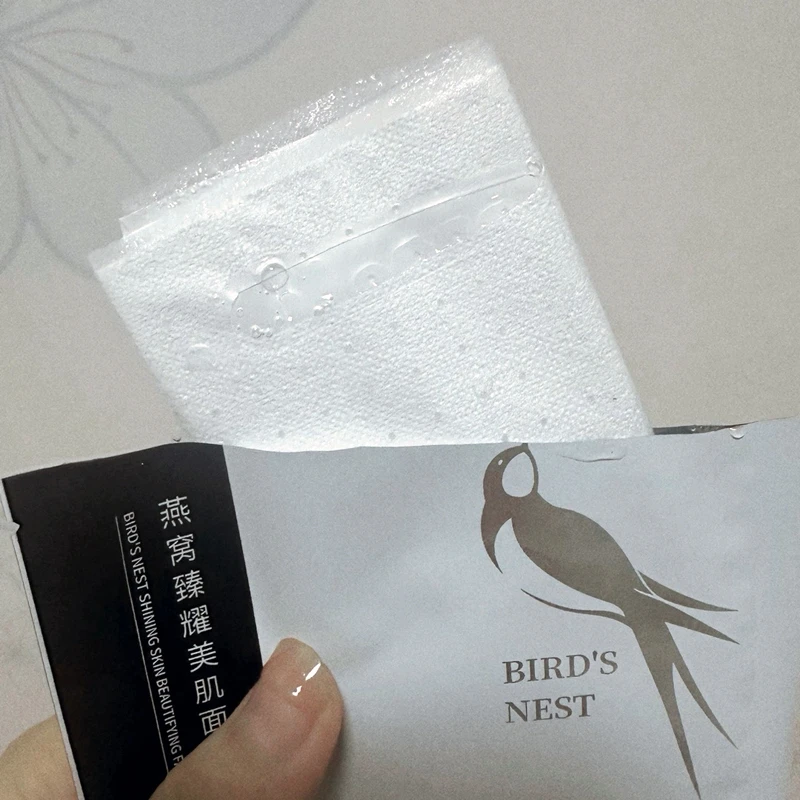 燕窝臻耀美肌面
BIRD'S NEST SHINING SKIN BEAUTIFYING
BIRD'S
NEST